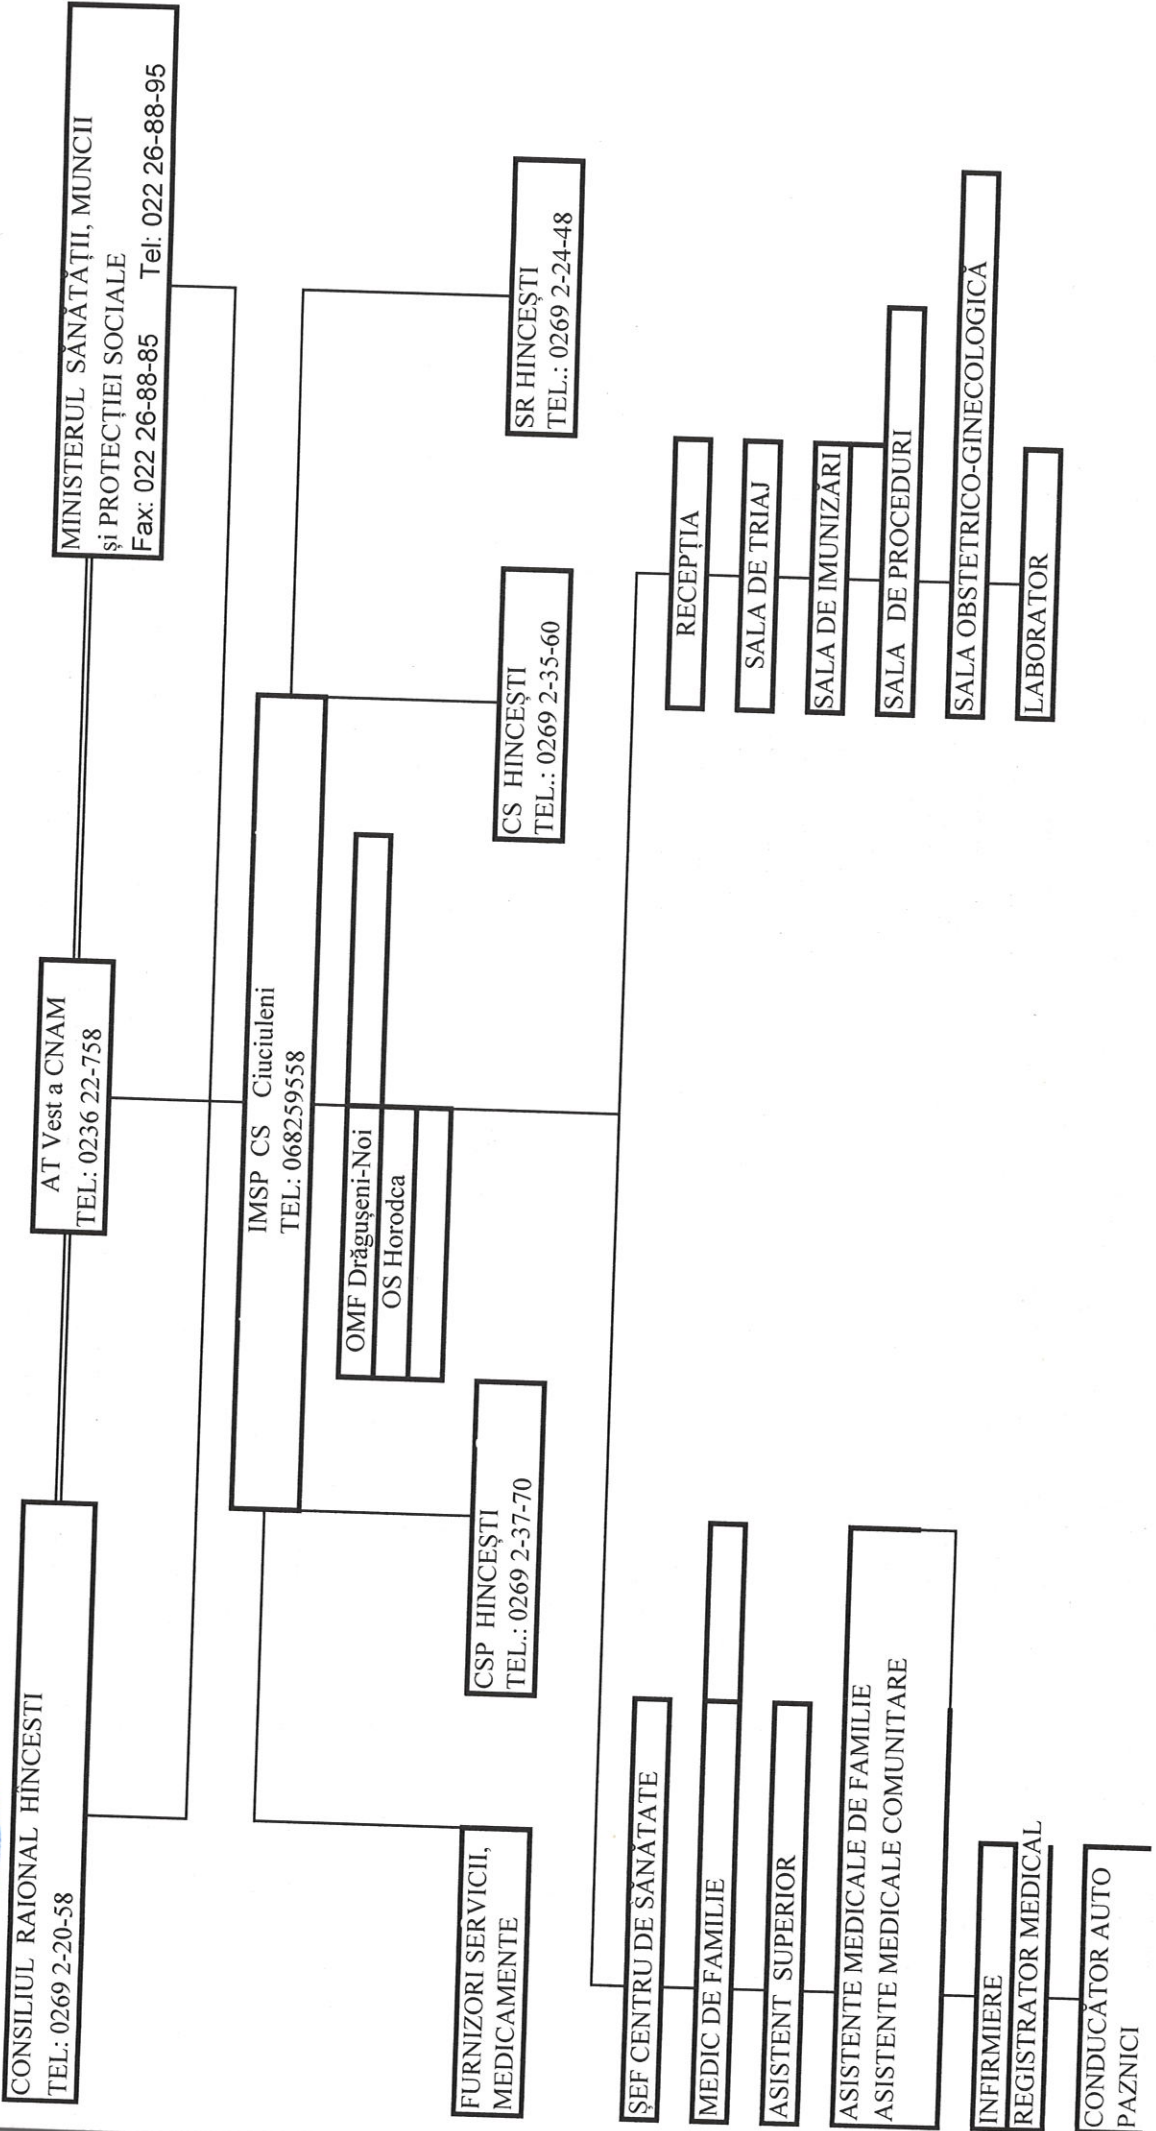 CONSILIUL RAIONAL HÎNCESTI
TEL: 0269 2-20-58
AT Vest a CNAM
TEL: 0236 22-758
MINISTERUL SĂNĂTĂȚII, MUNCII
și PROTECȚIEI SOCIALE
Fax: 022 26-88-85 Tel: 022 26-88-95
IMSP CS Ciuciuleni
TEL: 068259558
OMF Drăgușeni-Noi
OS Horodca
FURNIZORI SERVICII,
MEDICAMENTE
CSP HINCEȘTI
TEL.: 0269 2-37-70
CS HINCEȘTI
TEL.: 0269 2-35-60
SR HINCEȘTI
TEL.: 0269 2-24-48
ȘEF CENTRU DE SĂNĂTATE
MEDIC DE FAMILIE
ASISTENT SUPERIOR
ASISTENTE MEDICALE DE FAMILIE
ASISTENTE MEDICALE COMUNITARE
INFIRMIERE
REGISTRATOR MEDICAL
CONDUCĂTOR AUTO
PAZNICI
RECEPȚIA
SALA DE TRIAJ
SALA DE IMUNIZĂRI
SALA DE PROCEDURI
SALA OBSTETRICO-GINECOLOGICĂ
LABORATOR